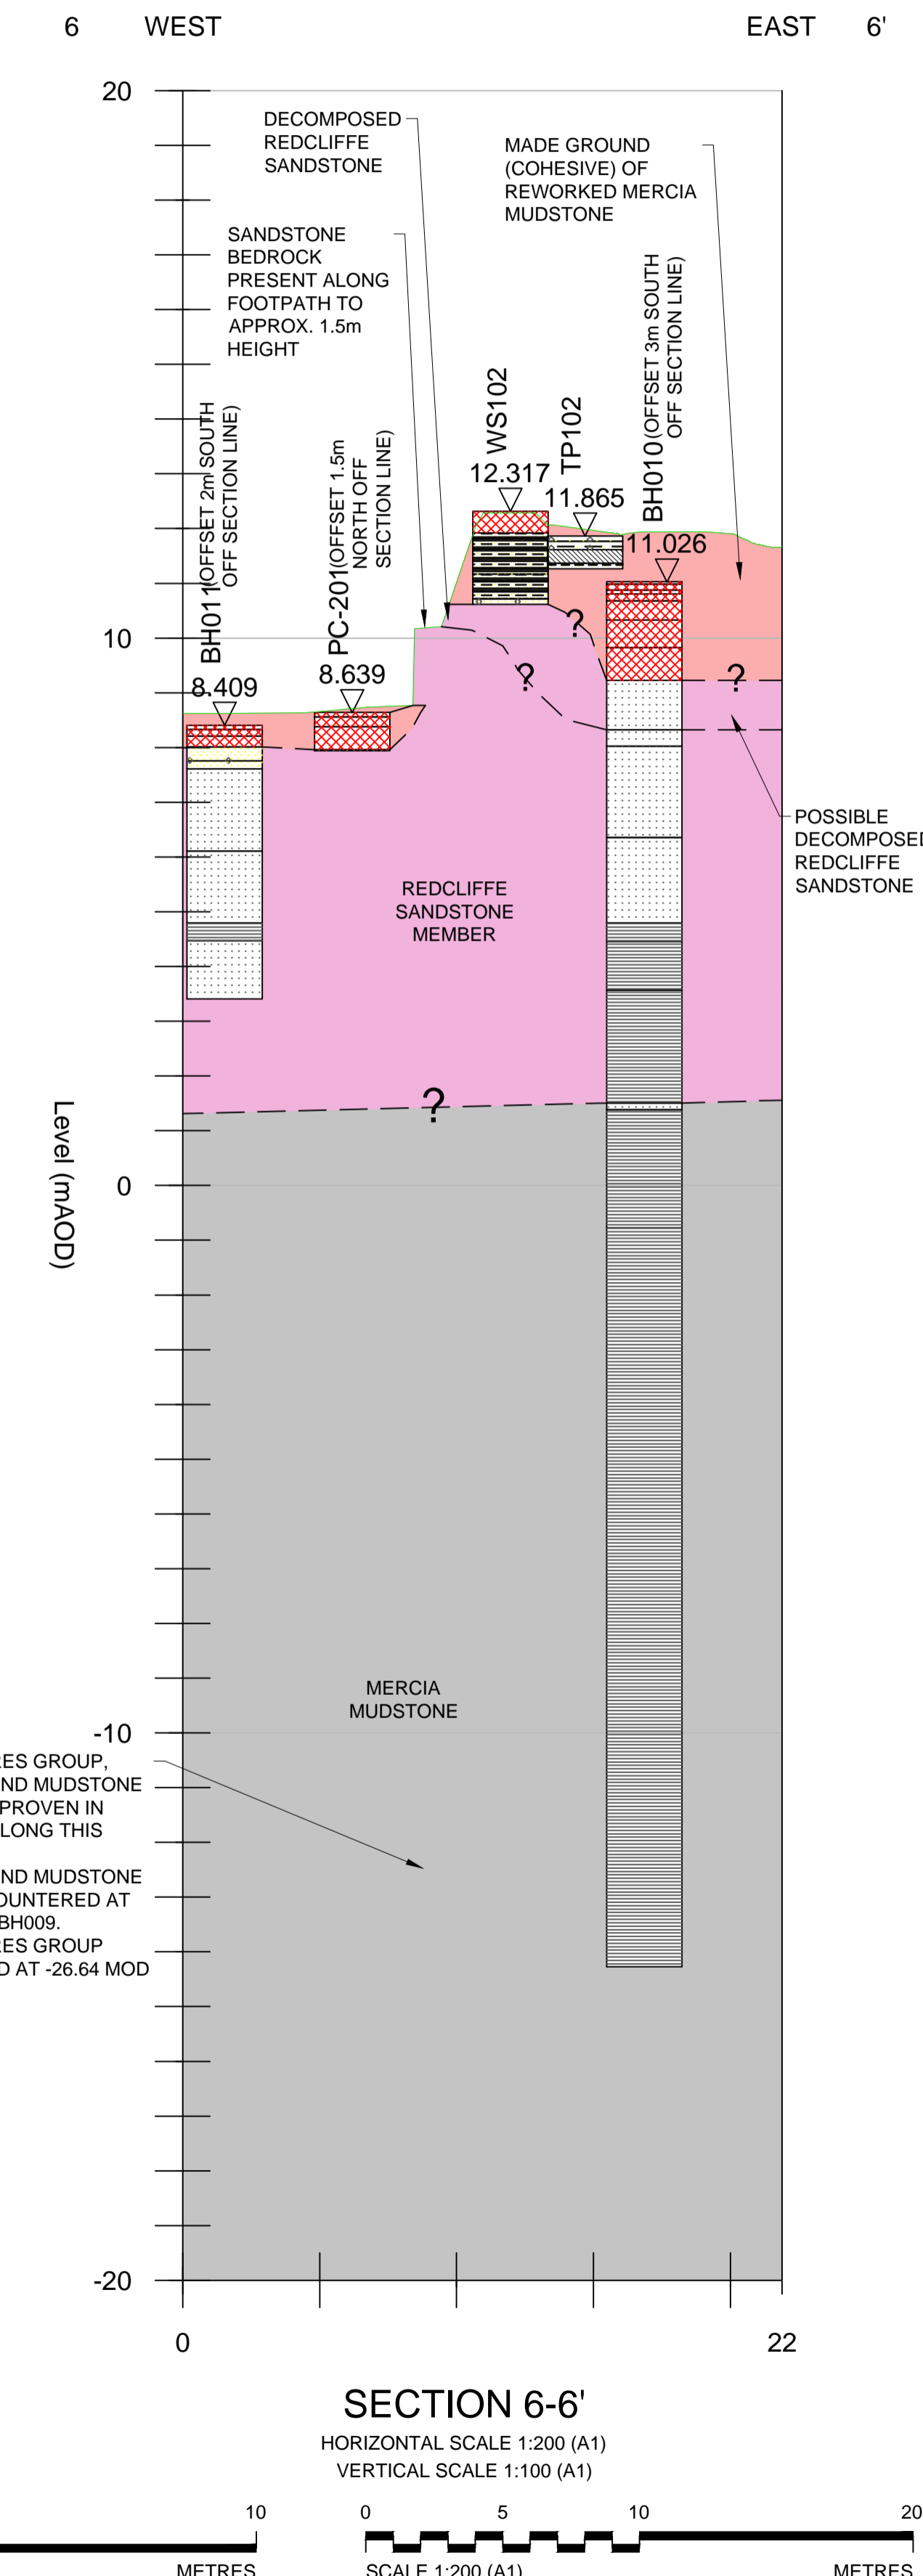 6 WEST EAST 6'
20
DECOMPOSED
REDCLIFFE
SANDSTONE
MADE GROUND
(COHESIVE) OF
REWORKED MERCIA
MUDSTONE
SANDSTONE
BEDROCK
PRESENT ALONG
FOOTPATH TO
APPROX. 1.5m
HEIGHT
BH011(OFFSET 2m SOUTH
OFF SECTION LINE)
8.409
PC-201(OFFSET 1.5m
NORTH OFF
SECTION LINE)
8.639
WS102
12.317
TP102
11.865
BH010(OFFSET 3m SOUTH
OFF SECTION LINE)
11.026
10
?
?
?
POSSIBLE
DECOMPOSED
REDCLIFFE
SANDSTONE
REDCLIFFE
SANDSTONE
MEMBER
?
Level (mAOD)
0
MERCIA
MUDSTONE
-10
RES GROUP,
ND MUDSTONE
PROVEN IN
LONG THIS
ND MUDSTONE
OUNTERED AT
BH009.
RES GROUP
D AT -26.64 MOD
-20
0 22
SECTION 6-6'
HORIZONTAL SCALE 1:200 (A1)
VERTICAL SCALE 1:100 (A1)
10 0 5 10 20
METRES SCALE 1:200 (A1) METRES